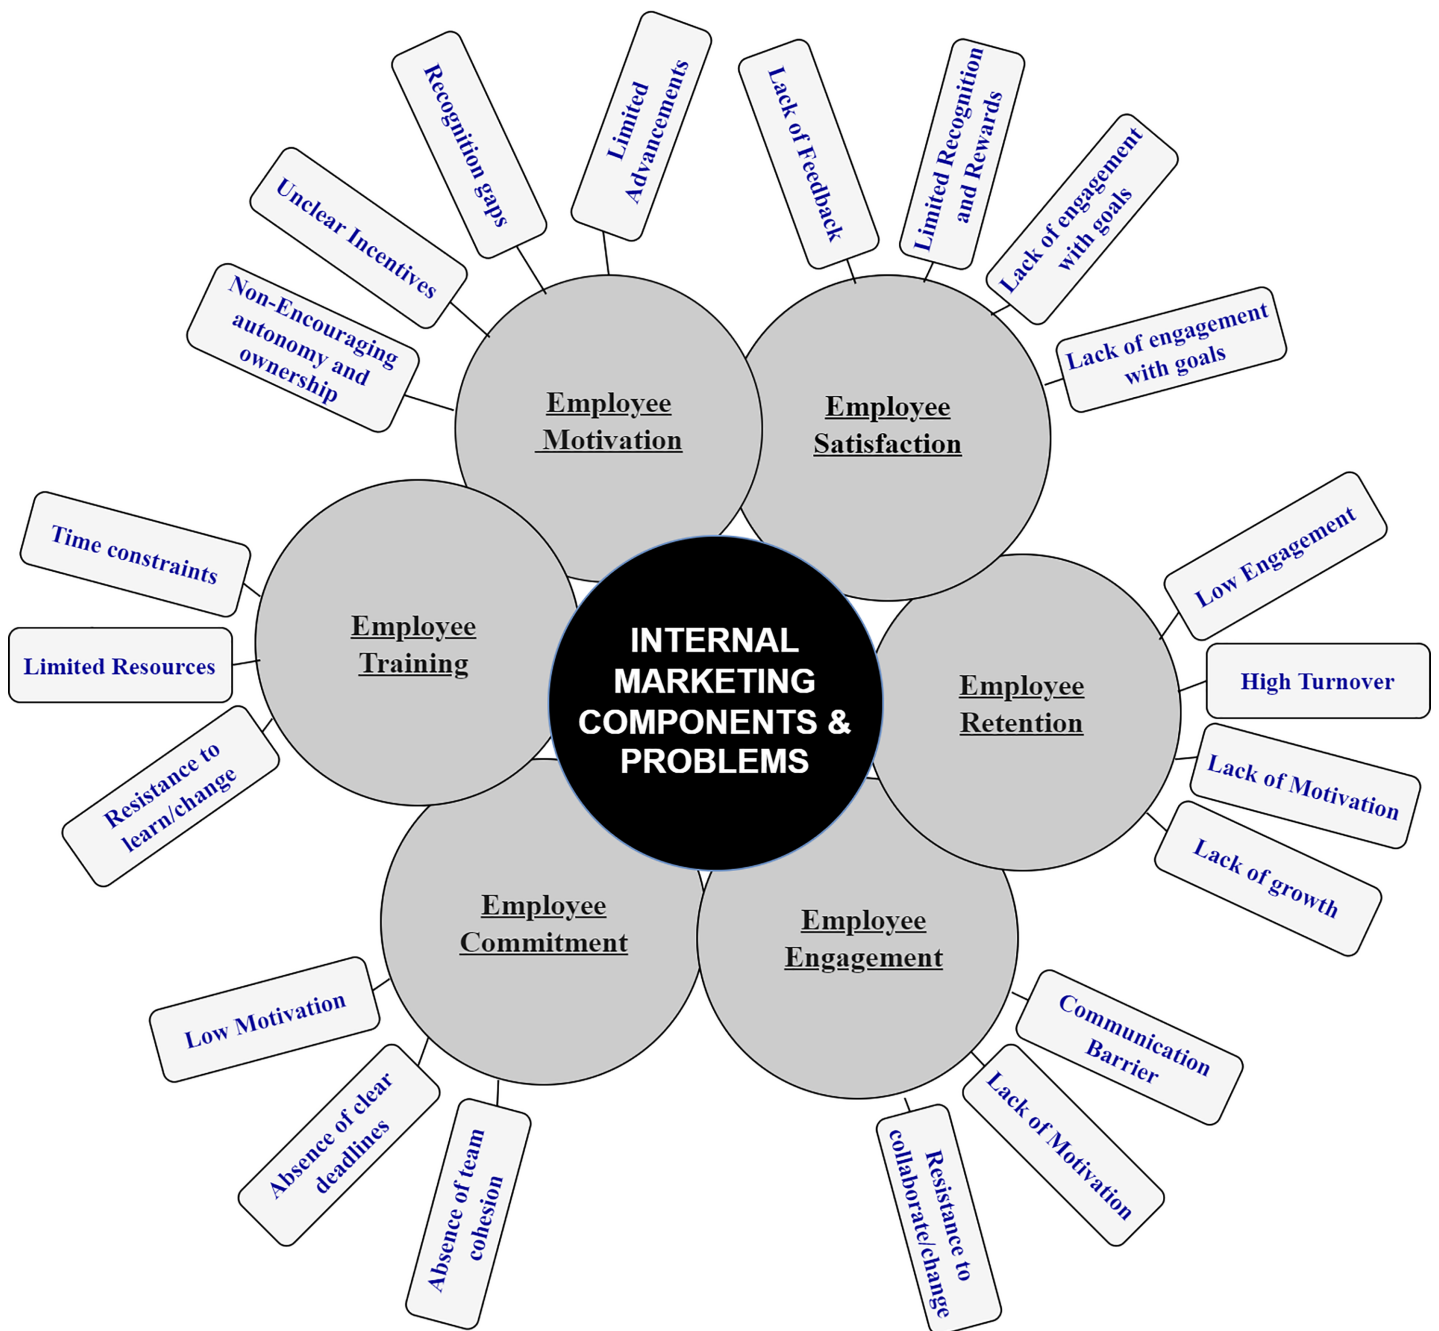 INTERNAL
MARKETING
COMPONENTS &
PROBLEMS
Employee
Motivation
Non-Encouraging
autonomy and
ownership
Unclear Incentives
Recognition gaps
Limited
Advancements
Employee
Satisfaction
Lack of Feedback
Limited Recognition
and Rewards
Lack of engagement
with goals
Lack of engagement
with goals
Employee
Retention
Low Engagement
High Turnover
Lack of Motivation
Lack of growth
Employee
Engagement
Communication
Barrier
Lack of Motivation
Resistance to
collaborate/change
Employee
Commitment
Low Motivation
Absence of clear
deadlines
Absence of team
cohesion
Employee
Training
Time constraints
Limited Resources
Resistance to
learn/change